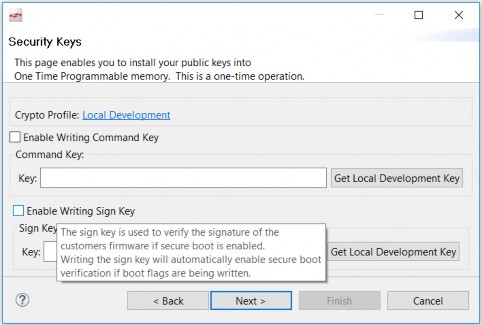 Security Keys
This page enables you to install your public keys into
One Time Programmable memory. This is a one-time operation.
Crypto Profile: Local Development
Enable Writing Command Key
Command Key:
Key: Get Local Development Key
Enable Writing Sign Key
The sign key is used to verify the signature of the
customers firmware if secure boot is enabled.
Writing the sign key will automatically enable secure boot
verification if boot flags are being written.
Sign Key
Key: Get Local Development Key
? < Back Next > Finish Cancel